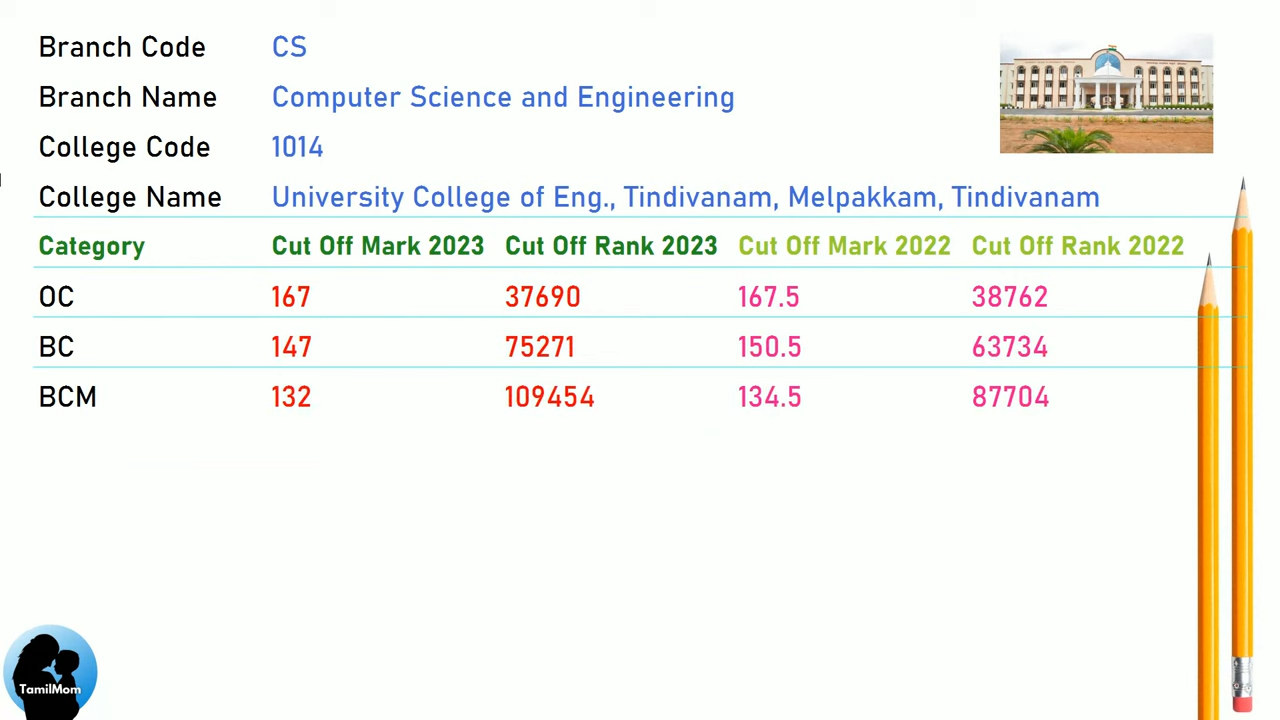 Branch Code CS
Branch Name Computer Science and Engineering
College Code 1014
College Name University College of Eng., Tindivanam, Melpakkam, Tindivanam
Category Cut Off Mark 2023 Cut Off Rank 2023 Cut Off Mark 2022 Cut Off Rank 2022
OC 167 37690 167.5 38762
BC 147 75271 150.5 63734
BCM 132 109454 134.5 87704
TamilMom